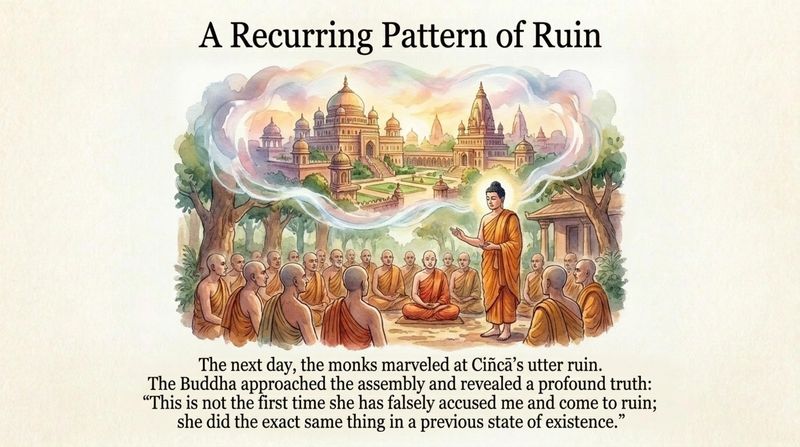 A Recurring Pattern of Ruin
The next day, the monks marveled at Ciñcā’s utter ruin.
The Buddha approached the assembly and revealed a profound truth:
“This is not the first time she has falsely accused me and come to ruin;
she did the exact same thing in a previous state of existence.”